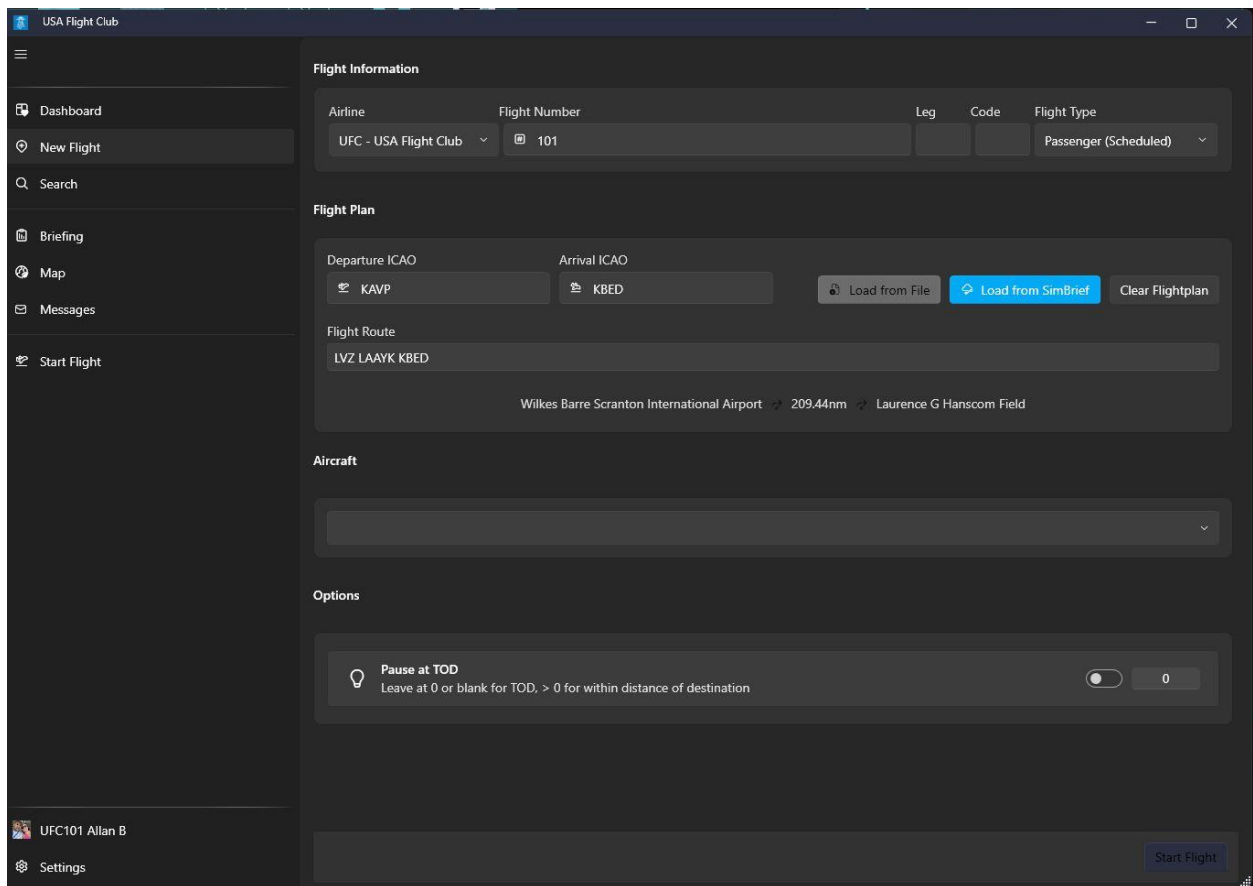 USA Flight Club
Dashboard
New Flight
Search
Briefing
Map
Messages
Start Flight
UFC101 Allan B
Settings
Flight Information
Airline Flight Number Leg Code Flight Type
UFC - USA Flight Club 101 Passenger (Scheduled)
Flight Plan
Departure ICAO Arrival ICAO
KAVP KBED Load from File Load from SimBrief Clear Flightplan
Flight Route
LVZ LAAYK KBED
Wilkes Barre Scranton International Airport 209.44nm Laurence G Hanscom Field
Aircraft
Options
Pause at TOD
Leave at 0 or blank for TOD, > 0 for within distance of destination 0
Start Flight